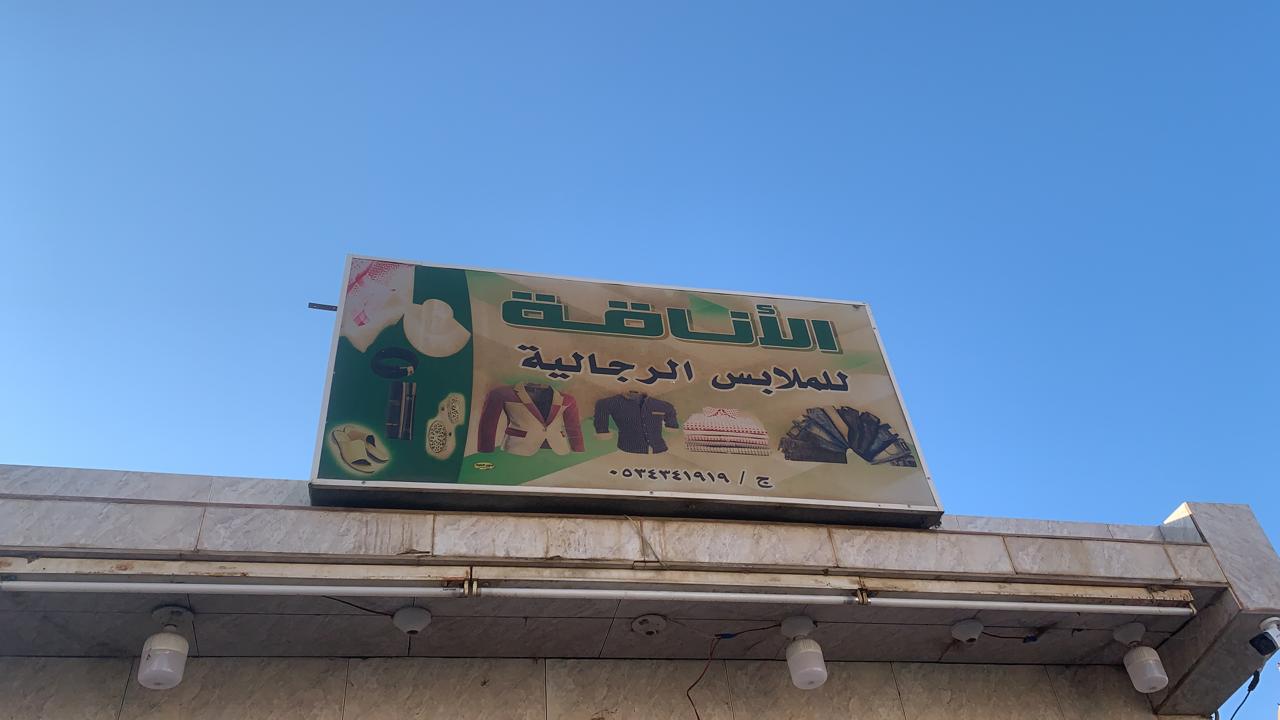 الأناقة
للملابس الرجالية
ج / ٠٥٣٤٣٤١٩١٩